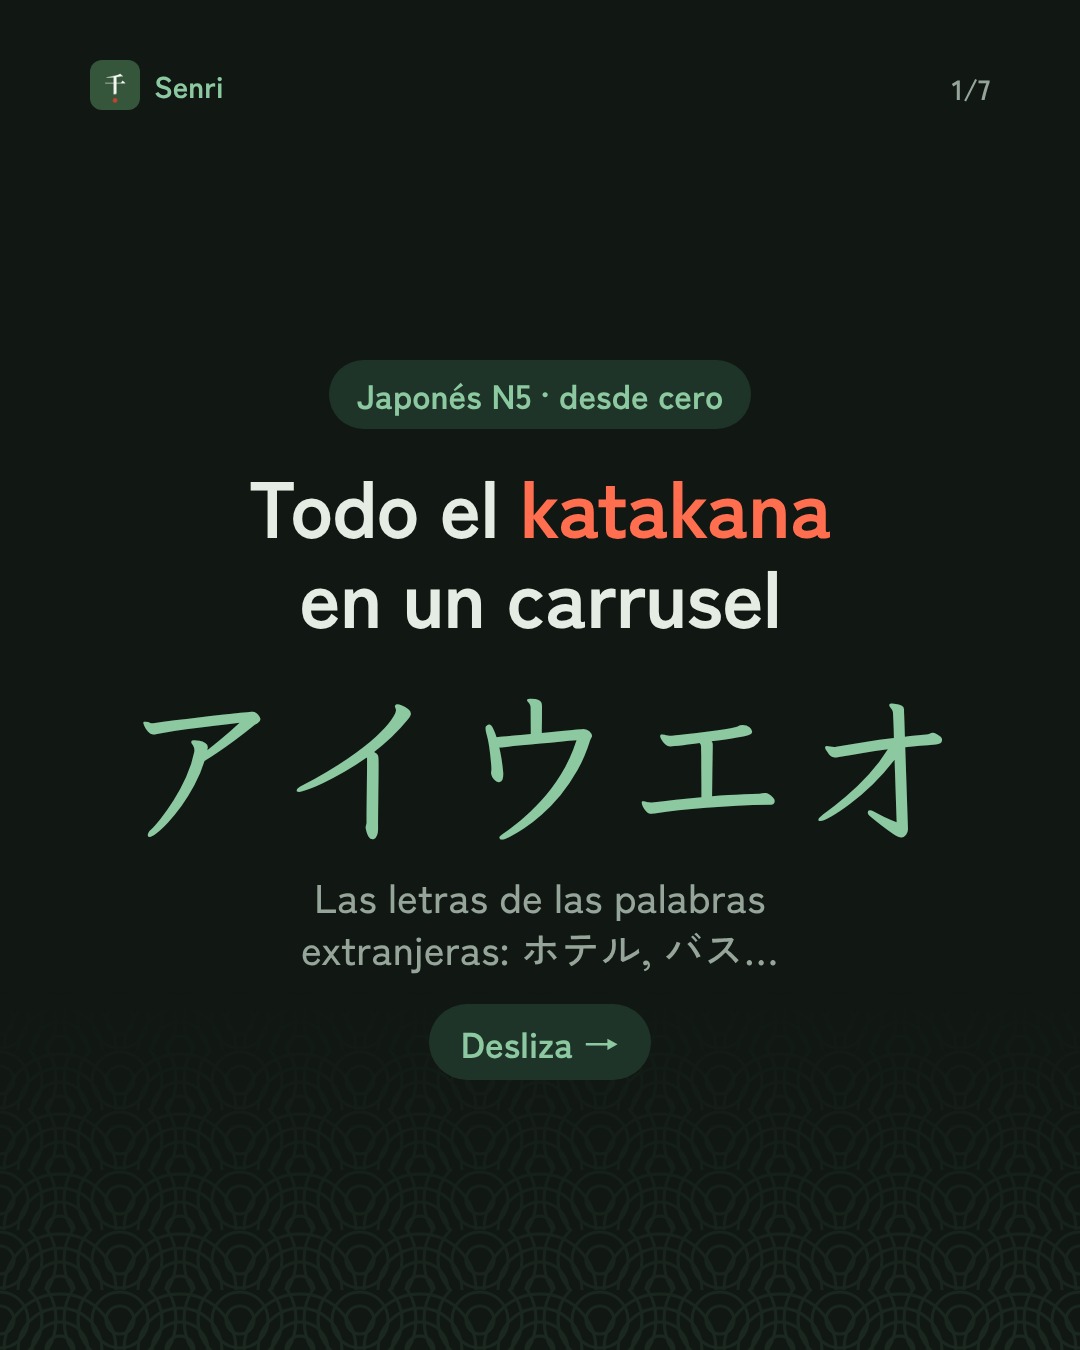 千 Senri
1/7
Japonés N5 · desde cero
Todo el katakana
en un carrusel
アイウエオ
Las letras de las palabras
extranjeras: ホテル, バス...
Desliza →